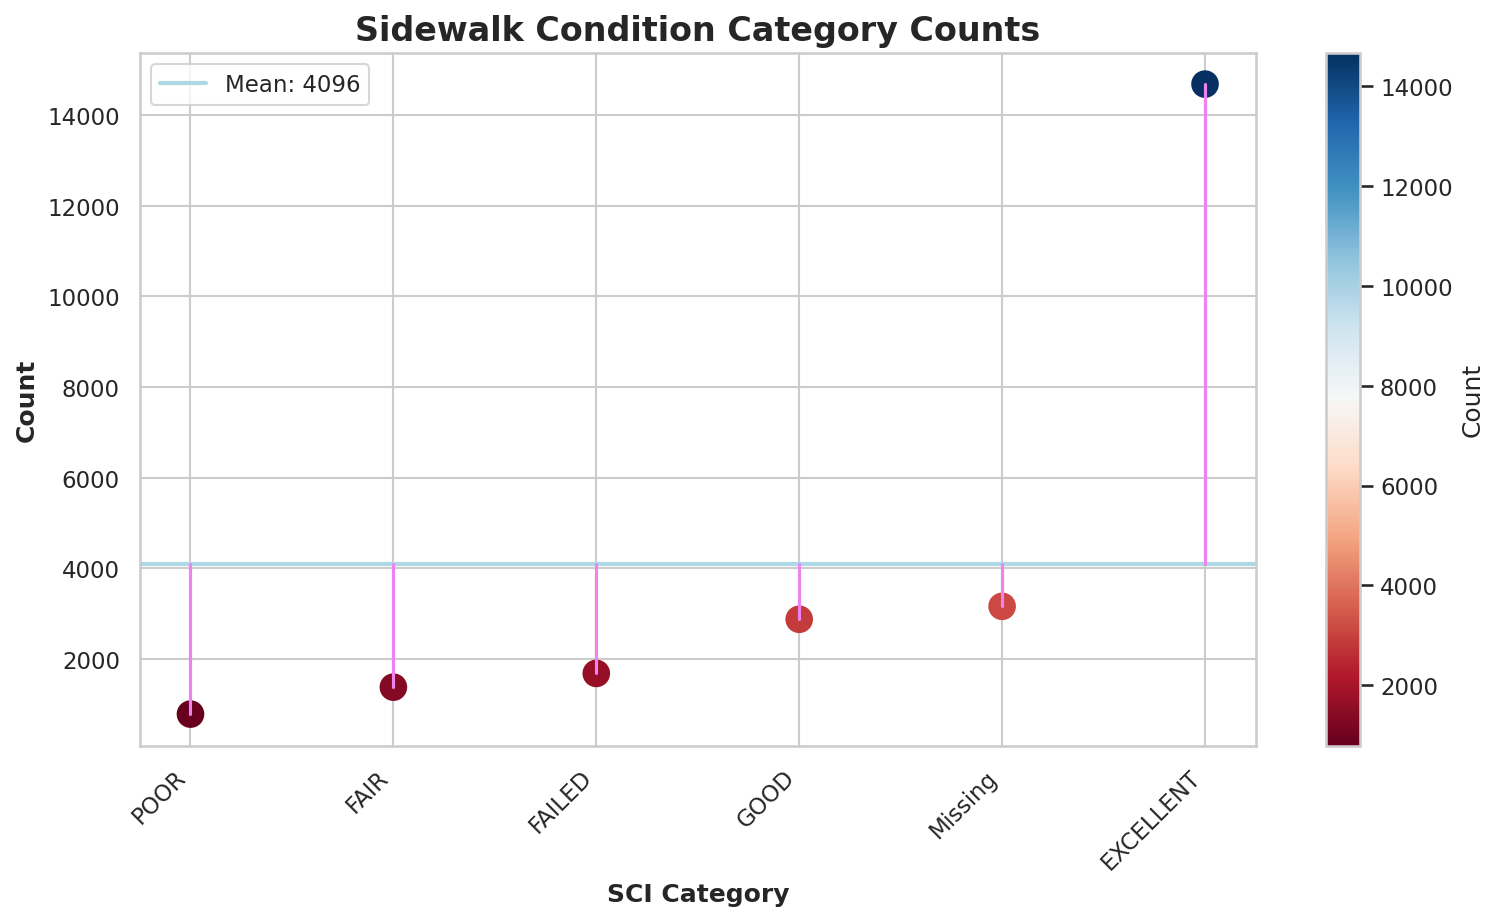 Sidewalk Condition Category Counts
Mean: 4096
Count
14000
12000
10000
8000
6000
4000
2000
POOR
FAIR
FAILED
GOOD
Missing
EXCELLENT
SCI Category
14000
12000
10000
8000
6000
4000
2000
Count